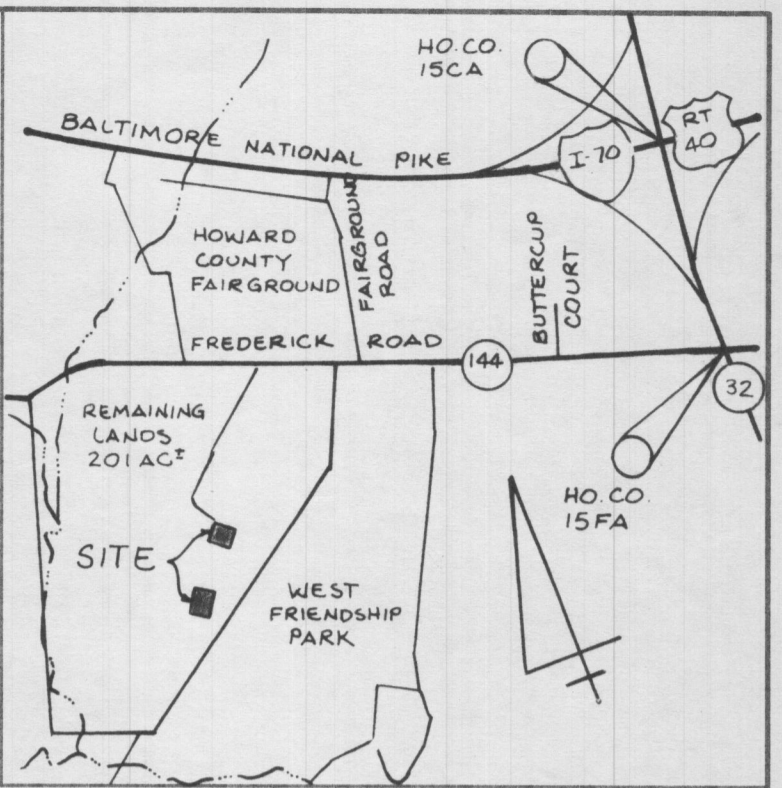 HO. CO.
15CA
BALTIMORE NATIONAL PIKE
I-70
RT
40
HOWARD
COUNTY
FAIRGROUND
FAIRGROUND
ROAD
BUTTERCUP
COURT
FREDERICK ROAD
144
32
REMAINING
LANDS
201 AC±
HO. CO.
15FA
SITE
WEST
FRIENDSHIP
PARK